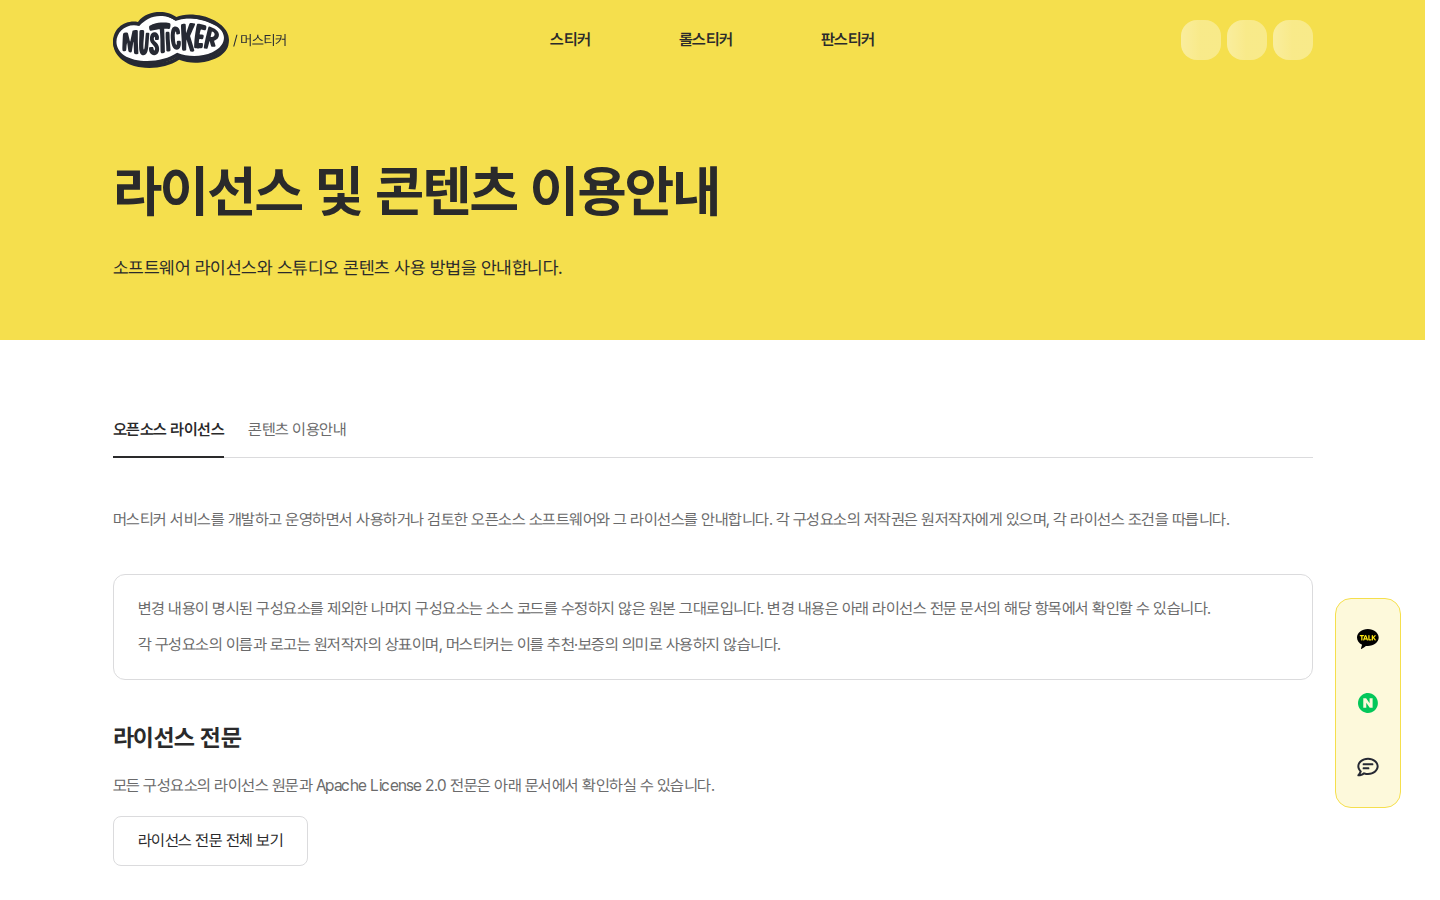 MUSTICKER / 머스티커
스티커
롤스티커
판스티커
라이선스 및 콘텐츠 이용안내
소프트웨어 라이선스와 스튜디오 콘텐츠 사용 방법을 안내합니다.
오픈소스 라이선스
콘텐츠 이용안내
머스티커 서비스를 개발하고 운영하면서 사용하거나 검토한 오픈소스 소프트웨어와 그 라이선스를 안내합니다. 각 구성요소의 저작권은 원저작자에게 있으며, 각 라이선스 조건을 따릅니다.
변경 내용이 명시된 구성요소를 제외한 나머지 구성요소는 소스 코드를 수정하지 않은 원본 그대로입니다. 변경 내용은 아래 라이선스 전문 문서의 해당 항목에서 확인할 수 있습니다.
각 구성요소의 이름과 로고는 원저작자의 상표이며, 머스티커는 이를 추천·보증의 의미로 사용하지 않습니다.
TALK
N
라이선스 전문
모든 구성요소의 라이선스 원문과 Apache License 2.0 전문은 아래 문서에서 확인하실 수 있습니다.
라이선스 전문 전체 보기